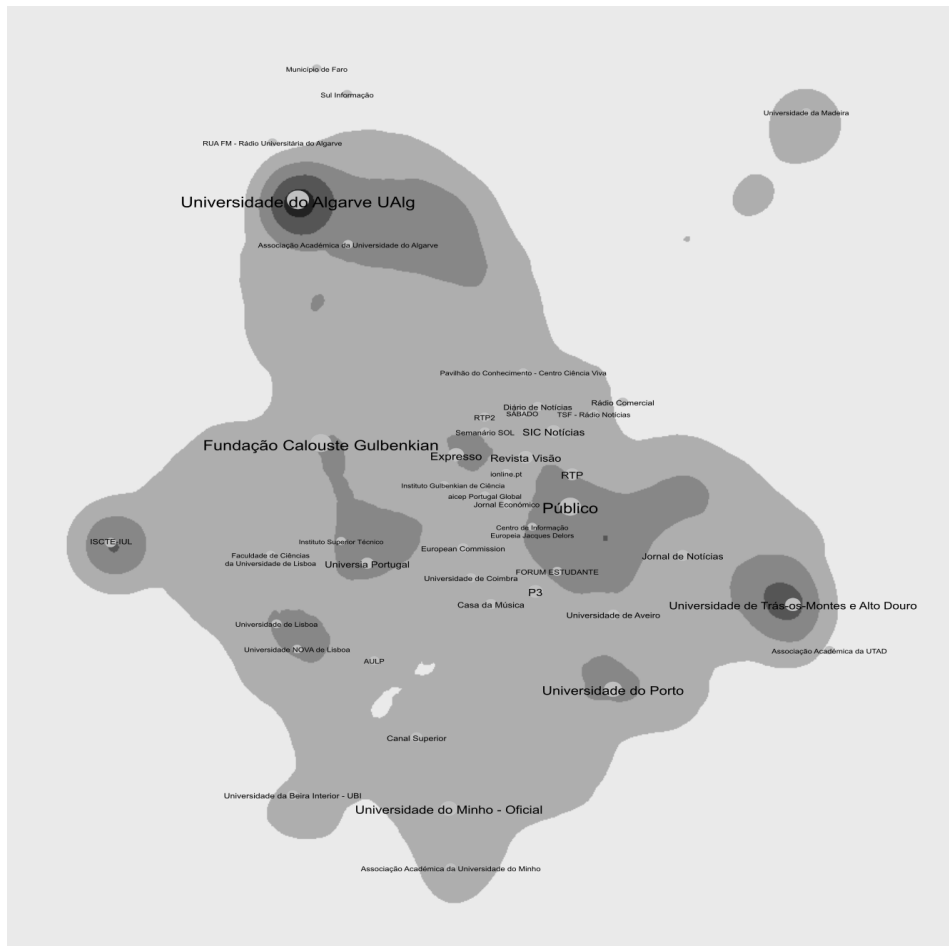 Município de Faro
Sul Informação
Universidade da Madeira
RUA FM - Rádio Universitária do Algarve
Universidade do Algarve UAlg
Associação Académica da Universidade do Algarve
Pavilhão do Conhecimento - Centro Ciência Viva
Rádio Comercial
Diário de Notícias
SÁBADO
TSF - Rádio Notícias
RTP2
Semanário SOL
SIC Notícias
Fundação Calouste Gulbenkian
Expresso
Revista Visão
ionline.pt
RTP
Instituto Gulbenkian de Ciência
aicep Portugal Global
Jornal Económico
Público
Centro de Informação
Europeia Jacques Delors
ISCTE-IUL
Instituto Superior Técnico
European Commission
Faculdade de Ciências
da Universidade de Lisboa
Universia Portugal
Jornal de Notícias
FORUM ESTUDANTE
Universidade de Coimbra
P3
Casa da Música
Universidade de Trás-os-Montes e Alto Douro
Universidade de Aveiro
Universidade de Lisboa
Universidade NOVA de Lisboa
Associação Académica da UTAD
AULP
Universidade do Porto
Canal Superior
Universidade da Beira Interior - UBI
Universidade do Minho - Oficial
Associação Académica da Universidade do Minho